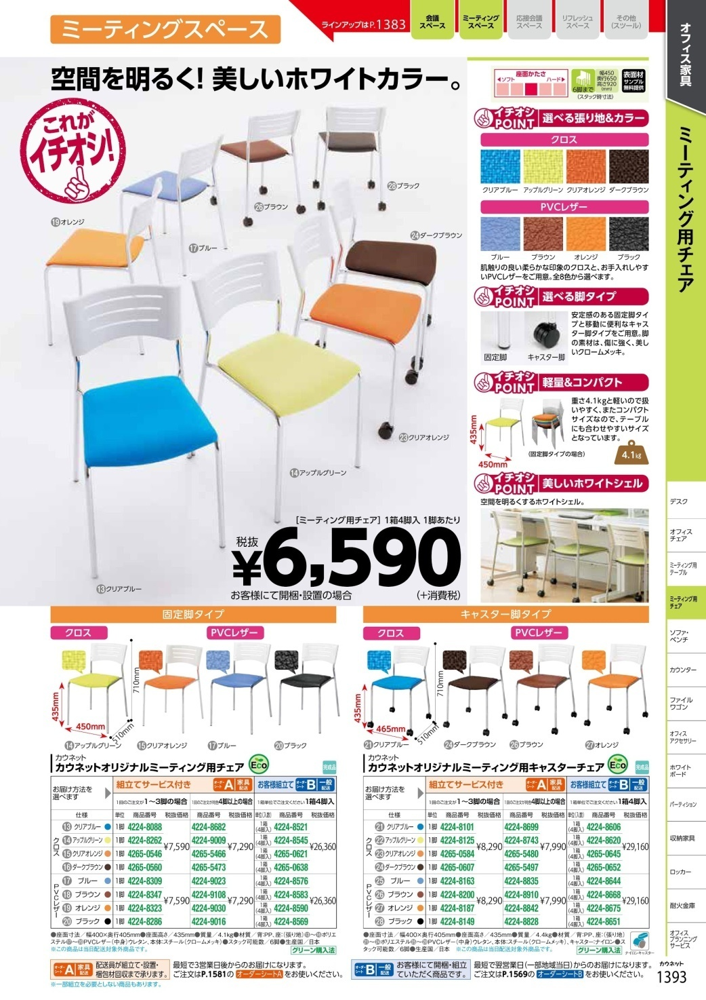 ミーティングスペース
ラインアップはP.1383
会議
スペース
ミーティング
スペース
応接会議
スペース
リフレッシュ
スペース
その他
(スツール)
オフィス家具
ミーティング用チェア
空間を明るく!美しいホワイトカラー。
これが
イチオシ!
座面かたさ
◀ソフト ハード▶
6脚まで
幅450
奥行650
高さ920
(mm)
(スタック時寸法)
表面材
サンプル
無料提供
イチオシ
POINT
選べる張り地&カラー
クロス
クリアブルー アップルグリーン クリアオレンジ ダークブラウン
PVCレザー
ブルー ブラウン オレンジ ブラック
肌触りの良い柔らかな印象のクロスと、お手入れしやす
いPVCレザーをご用意。全8色から選べます。
イチオシ
POINT
選べる脚タイプ
固定脚
キャスター脚
安定感のある固定脚タイ
プと移動に便利なキャス
ター脚タイプをご用意。脚
の素材は、傷に強く、美し
いクロームメッキ。
イチオシ
POINT
軽量&コンパクト
重さ4.1kgと軽いので扱
いやすく、またコンパクト
サイズなので、テーブル
にも合わせやすいサイズ
となっています。
435mm
450mm
(固定脚タイプの場合)
4.1kg
イチオシ
POINT
美しいホワイトシェル
空間を明るくするホワイトシェル。
⑲オレンジ
⑰ブルー
㉖ブラウン
㉘ブラック
㉔ダークブラウン
㉓クリアオレンジ
⑭アップルグリーン
⑬クリアブルー
[ミーティング用チェア] 1箱4脚入 1脚あたり
税抜
¥6,590
お客様にて開梱・設置の場合 (+消費税)
固定脚タイプ
クロス
PVCレザー
435mm
450mm
510mm
710mm
⑭アップルグリーン ⑮クリアオレンジ ⑰ブルー ⑳ブラック
カウネット
カウネットオリジナルミーティング用チェア
Eco
完成品
お届け方法を
選べます
組立てサービス付き オーダーシートA 家具配送
お客様組立て オーダーシートB 一般配送
1回のご注文が1〜3脚の場合 1回のご注文が同色4脚以上の場合 1箱単位でご注文ください1箱4脚入
仕様 単位 商品番号 税抜価格 商品番号 税抜価格 単位(入数) 商品番号 税抜価格
クロス
⑬ クリアブルー 1脚 4224-8088 4224-8682 1箱(4脚入) 4224-8521
⑭ アップルグリーン 1脚 4224-8262 4224-9009 1箱(4脚入) 4224-8545
¥7,590 ¥7,290 ¥26,360
⑮ クリアオレンジ 1脚 4265-0546 4265-5466 1箱(4脚入) 4265-0621
⑯ ダークブラウン 1脚 4265-0560 4265-5473 1箱(4脚入) 4265-0638
PVCレザー
⑰ ブルー 1脚 4224-8309 4224-9023 1箱(4脚入) 4224-8576
⑱ ブラウン 1脚 4224-8347 4224-9108 1箱(4脚入) 4224-8583
¥7,590 ¥7,290 ¥26,360
⑲ オレンジ 1脚 4224-8323 4224-9030 1箱(4脚入) 4224-8590
⑳ ブラック 1脚 4224-8286 4224-9016 1箱(4脚入) 4224-8569
●座面寸法/幅400×奥行405mm●座面高さ/435mm●質量/4.1kg●材質/背:PP、座:(張り地)⑬〜⑯ポリエ
ステル⑰〜⑳PVCレザー(中身)ウレタン、本体:スチール(クロームメッキ)●スタック可能数/6脚●生産国/日本
※この商品は当日配送対象外商品です。
グリーン購入法
キャスター脚タイプ
クロス
PVCレザー
435mm
465mm
510mm
710mm
㉑クリアブルー ㉔ダークブラウン ㉖ブラウン ㉗オレンジ
カウネット
カウネットオリジナルミーティング用キャスターチェア
Eco
完成品
お届け方法を
選べます
組立てサービス付き オーダーシートA 家具配送
お客様組立て オーダーシートB 一般配送
1回のご注文が1〜3脚の場合 1回のご注文が同色4脚以上の場合 1箱単位でご注文ください1箱4脚入
仕様 単位 商品番号 税抜価格 商品番号 税抜価格 単位(入数) 商品番号 税抜価格
クロス
㉑ クリアブルー 1脚 4224-8101 4224-8699 1箱(4脚入) 4224-8606
㉒ アップルグリーン 1脚 4224-8125 4224-8743 1箱(4脚入) 4224-8620
¥8,290 ¥7,990 ¥29,160
㉓ クリアオレンジ 1脚 4265-0584 4265-5480 1箱(4脚入) 4265-0645
㉔ ダークブラウン 1脚 4265-0607 4265-5497 1箱(4脚入) 4265-0652
PVCレザー
㉕ ブルー 1脚 4224-8163 4224-8835 1箱(4脚入) 4224-8644
㉖ ブラウン 1脚 4224-8200 4224-8910 1箱(4脚入) 4224-8668
¥8,290 ¥7,990 ¥29,160
㉗ オレンジ 1脚 4224-8187 4224-8842 1箱(4脚入) 4224-8675
㉘ ブラック 1脚 4224-8149 4224-8828 1箱(4脚入) 4224-8651
●座面寸法/幅400×奥行405mm●座面高さ/435mm●質量/4.4kg●材質/背:PP、座:(張り地)
㉑〜㉔ポリエステル㉕〜㉘PVCレザー(中身)ウレタン、本体:スチール(クロームメッキ)、キャスター:ナイロン●ス
タック可能数/6脚●生産国/日本 ※この商品は当日配送対象外商品です。
グリーン購入法
ナイロンキャスター
オーダーシートA 家具配送
配送員が組立て・設置・
梱包材回収まで承ります。
※一部組立を必要としない商品もあります。
最短で3営業日後からのお届けになります。
ご注文はP.1581の オーダーシートA をお使いください。
オーダーシートB 一般配送
お客様にて開梱・組立
ていただく商品です。
最短で翌営業日(一部地域当日)からのお届けになります。
ご注文はP.1569の オーダーシートB をお使いください。
デスク
オフィス
チェア
ミーティング用
テーブル
ミーティング用
チェア
ソファ・
ベンチ
カウンター
ファイル
ワゴン
オフィス
アクセサリー
ホワイト
ボード
パーティション
収納家具
ロッカー
耐火金庫
オフィス
プランニング
サービス
カウネット
1393